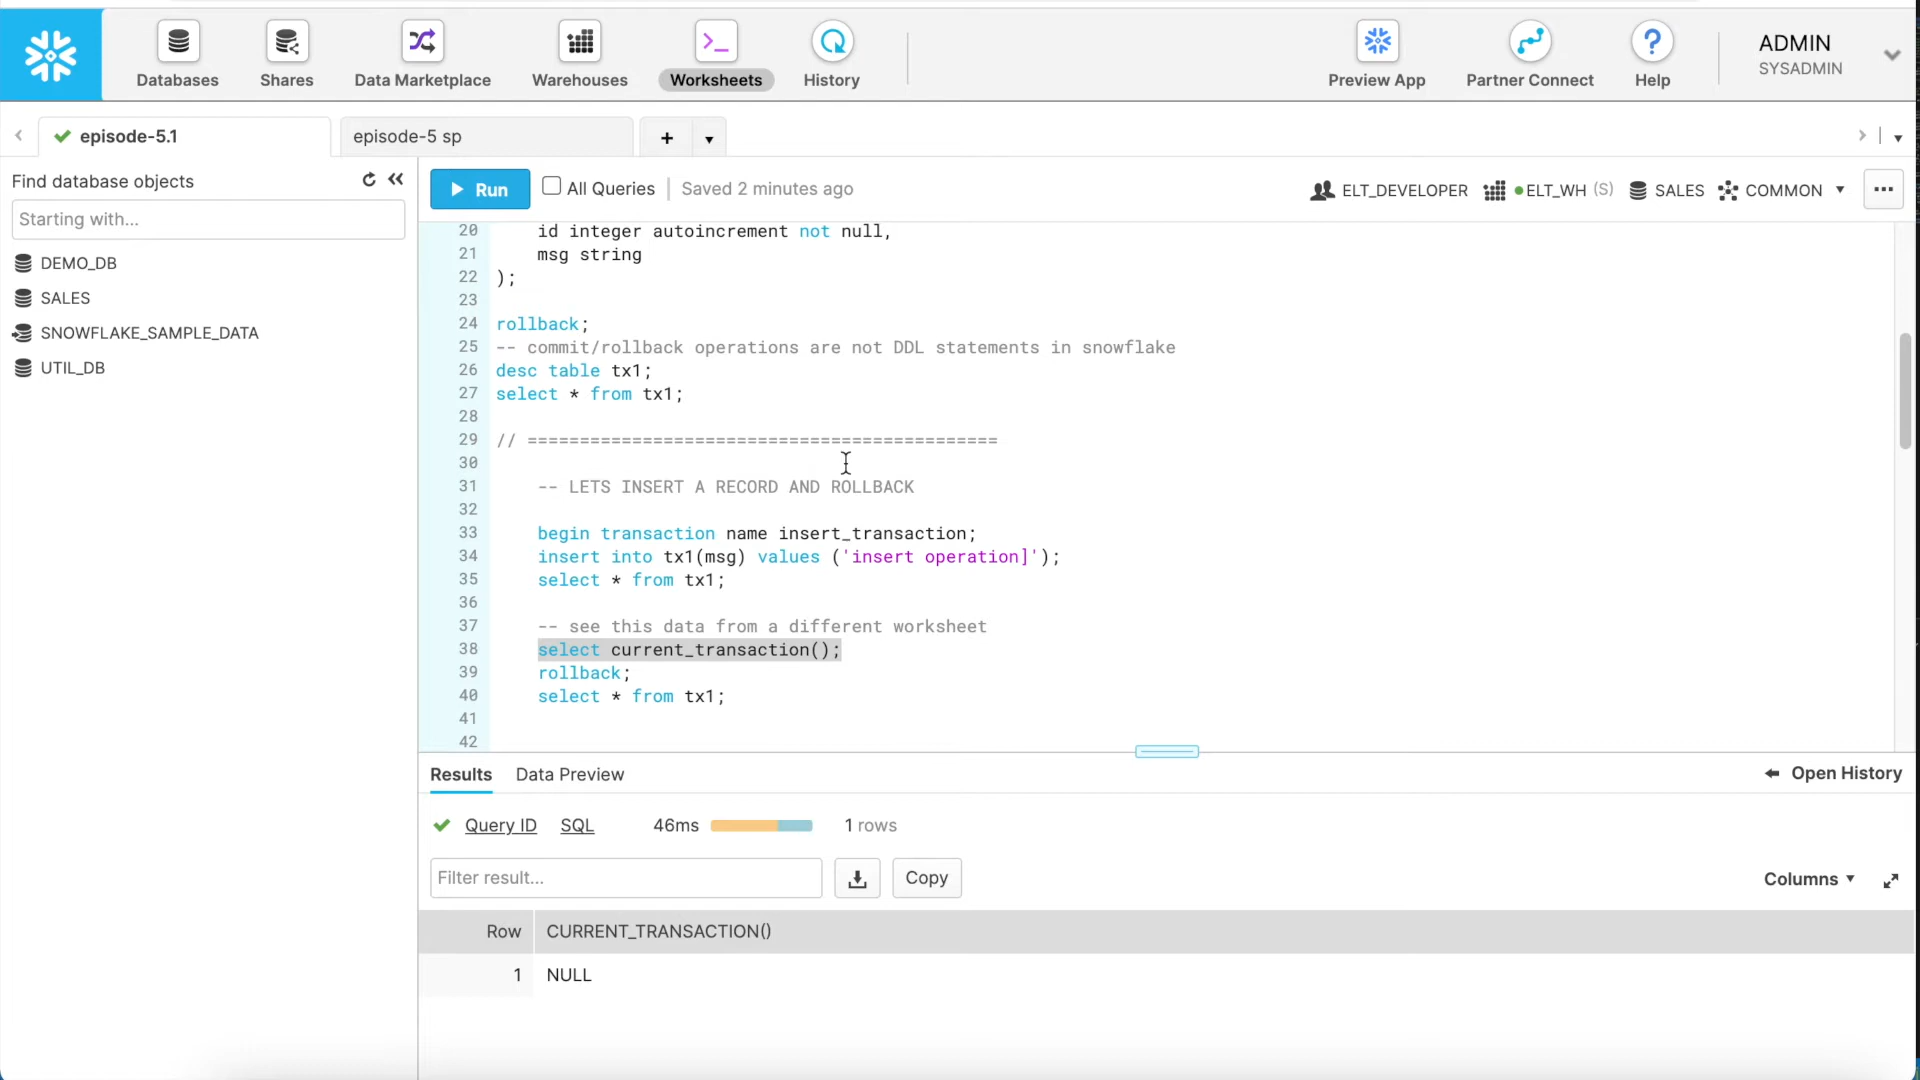 Databases
Shares
Data Marketplace
Warehouses
Worksheets
History
Preview App
Partner Connect
Help
ADMIN
SYSADMIN
episode-5.1
episode-5 sp
+
Find database objects
Starting with...
DEMO_DB
SALES
SNOWFLAKE_SAMPLE_DATA
UTIL_DB
Run
All Queries
Saved 2 minutes ago
ELT_DEVELOPER
ELT_WH (S)
SALES
COMMON
20 id integer autoincrement not null,
21 msg string
22 );
23
24 rollback;
25 -- commit/rollback operations are not DDL statements in snowflake
26 desc table tx1;
27 select * from tx1;
28
29 // =============================================
30
31 -- LETS INSERT A RECORD AND ROLLBACK
32
33 begin transaction name insert_transaction;
34 insert into tx1(msg) values ('insert operation]');
35 select * from tx1;
36
37 -- see this data from a different worksheet
38 select current_transaction();
39 rollback;
40 select * from tx1;
41
42
Results
Data Preview
Open History
Query ID
SQL
46ms
1 rows
Filter result...
Copy
Columns
Row CURRENT_TRANSACTION()
1 NULL